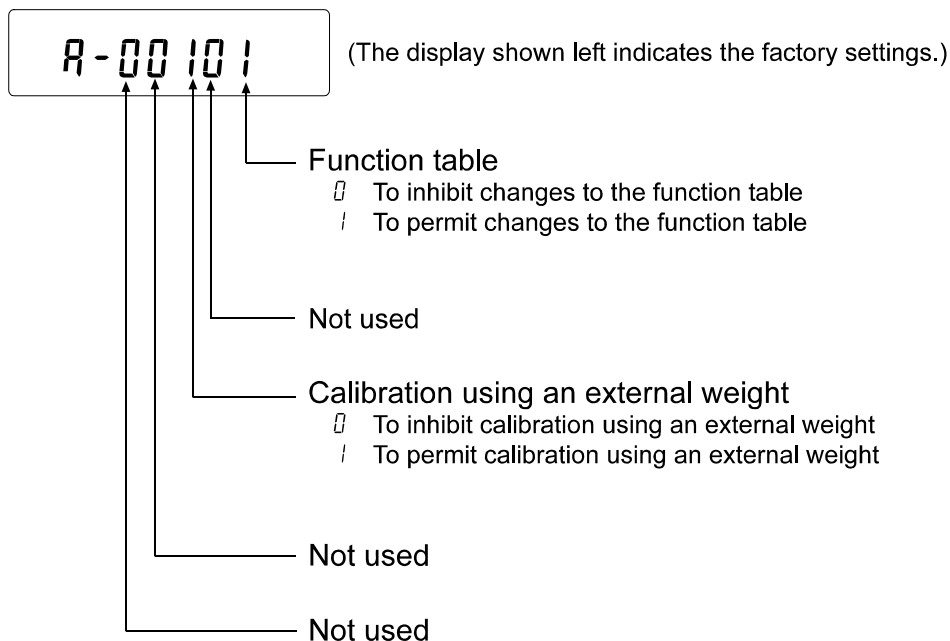 A-00101
(The display shown left indicates the factory settings.)
Function table
0 To inhibit changes to the function table
1 To permit changes to the function table
Not used
Calibration using an external weight
0 To inhibit calibration using an external weight
1 To permit calibration using an external weight
Not used
Not used